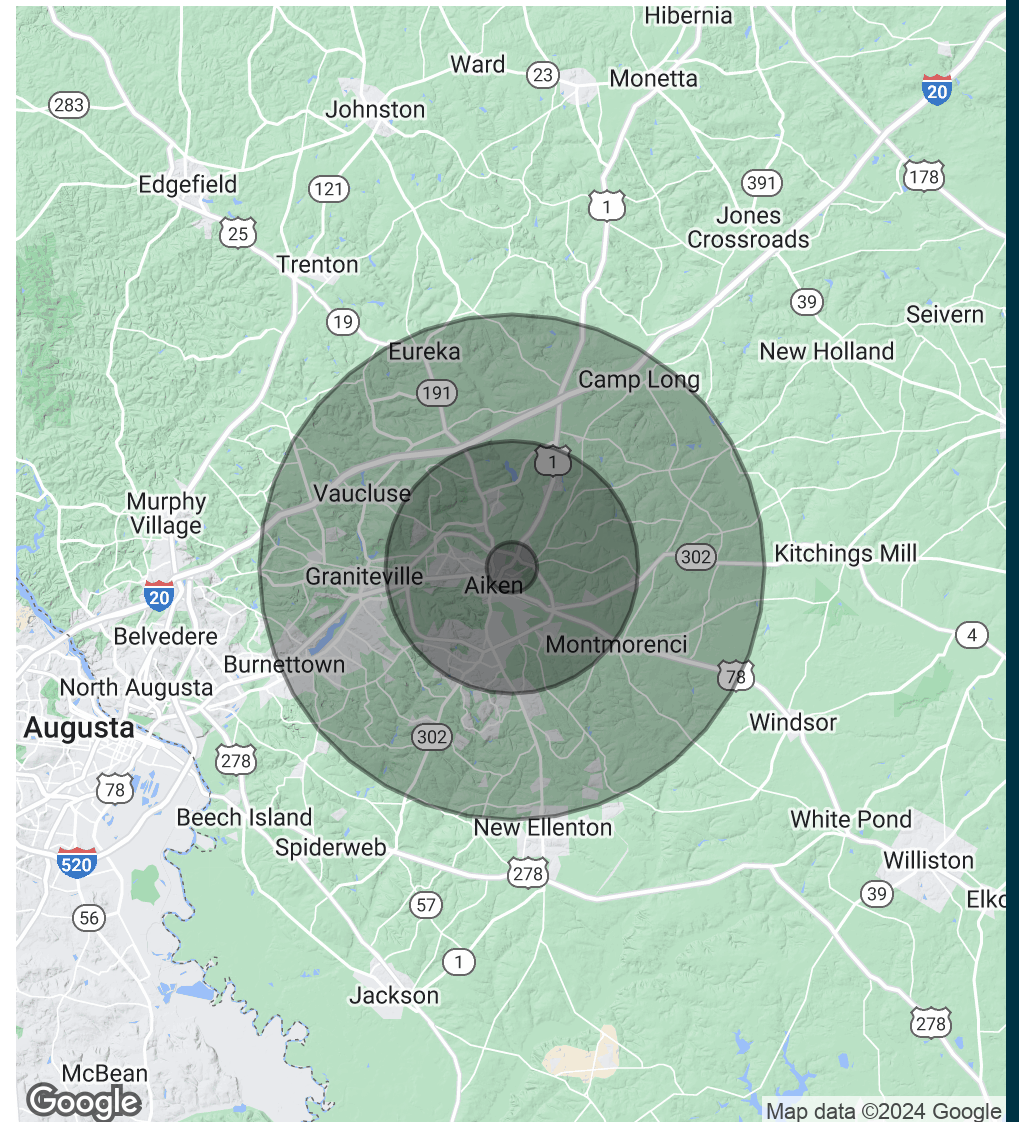 Hibernia
Ward
23
Monetta
20
283
Johnston
Edgefield
121
391
178
1
25
Jones
Crossroads
Trenton
39
19
Seivern
Eureka
New Holland
191
Camp Long
1
Vaucluse
Murphy
Village
302
Kitchings Mill
Graniteville
Aiken
20
Belvedere
4
Montmorenci
Burnettown
78
North Augusta
Augusta
Windsor
302
278
78
Beech Island
New Ellenton
White Pond
Spiderweb
520
Williston
278
39
Elko
57
56
1
Jackson
278
McBean
Google
Map data ©2024 Google